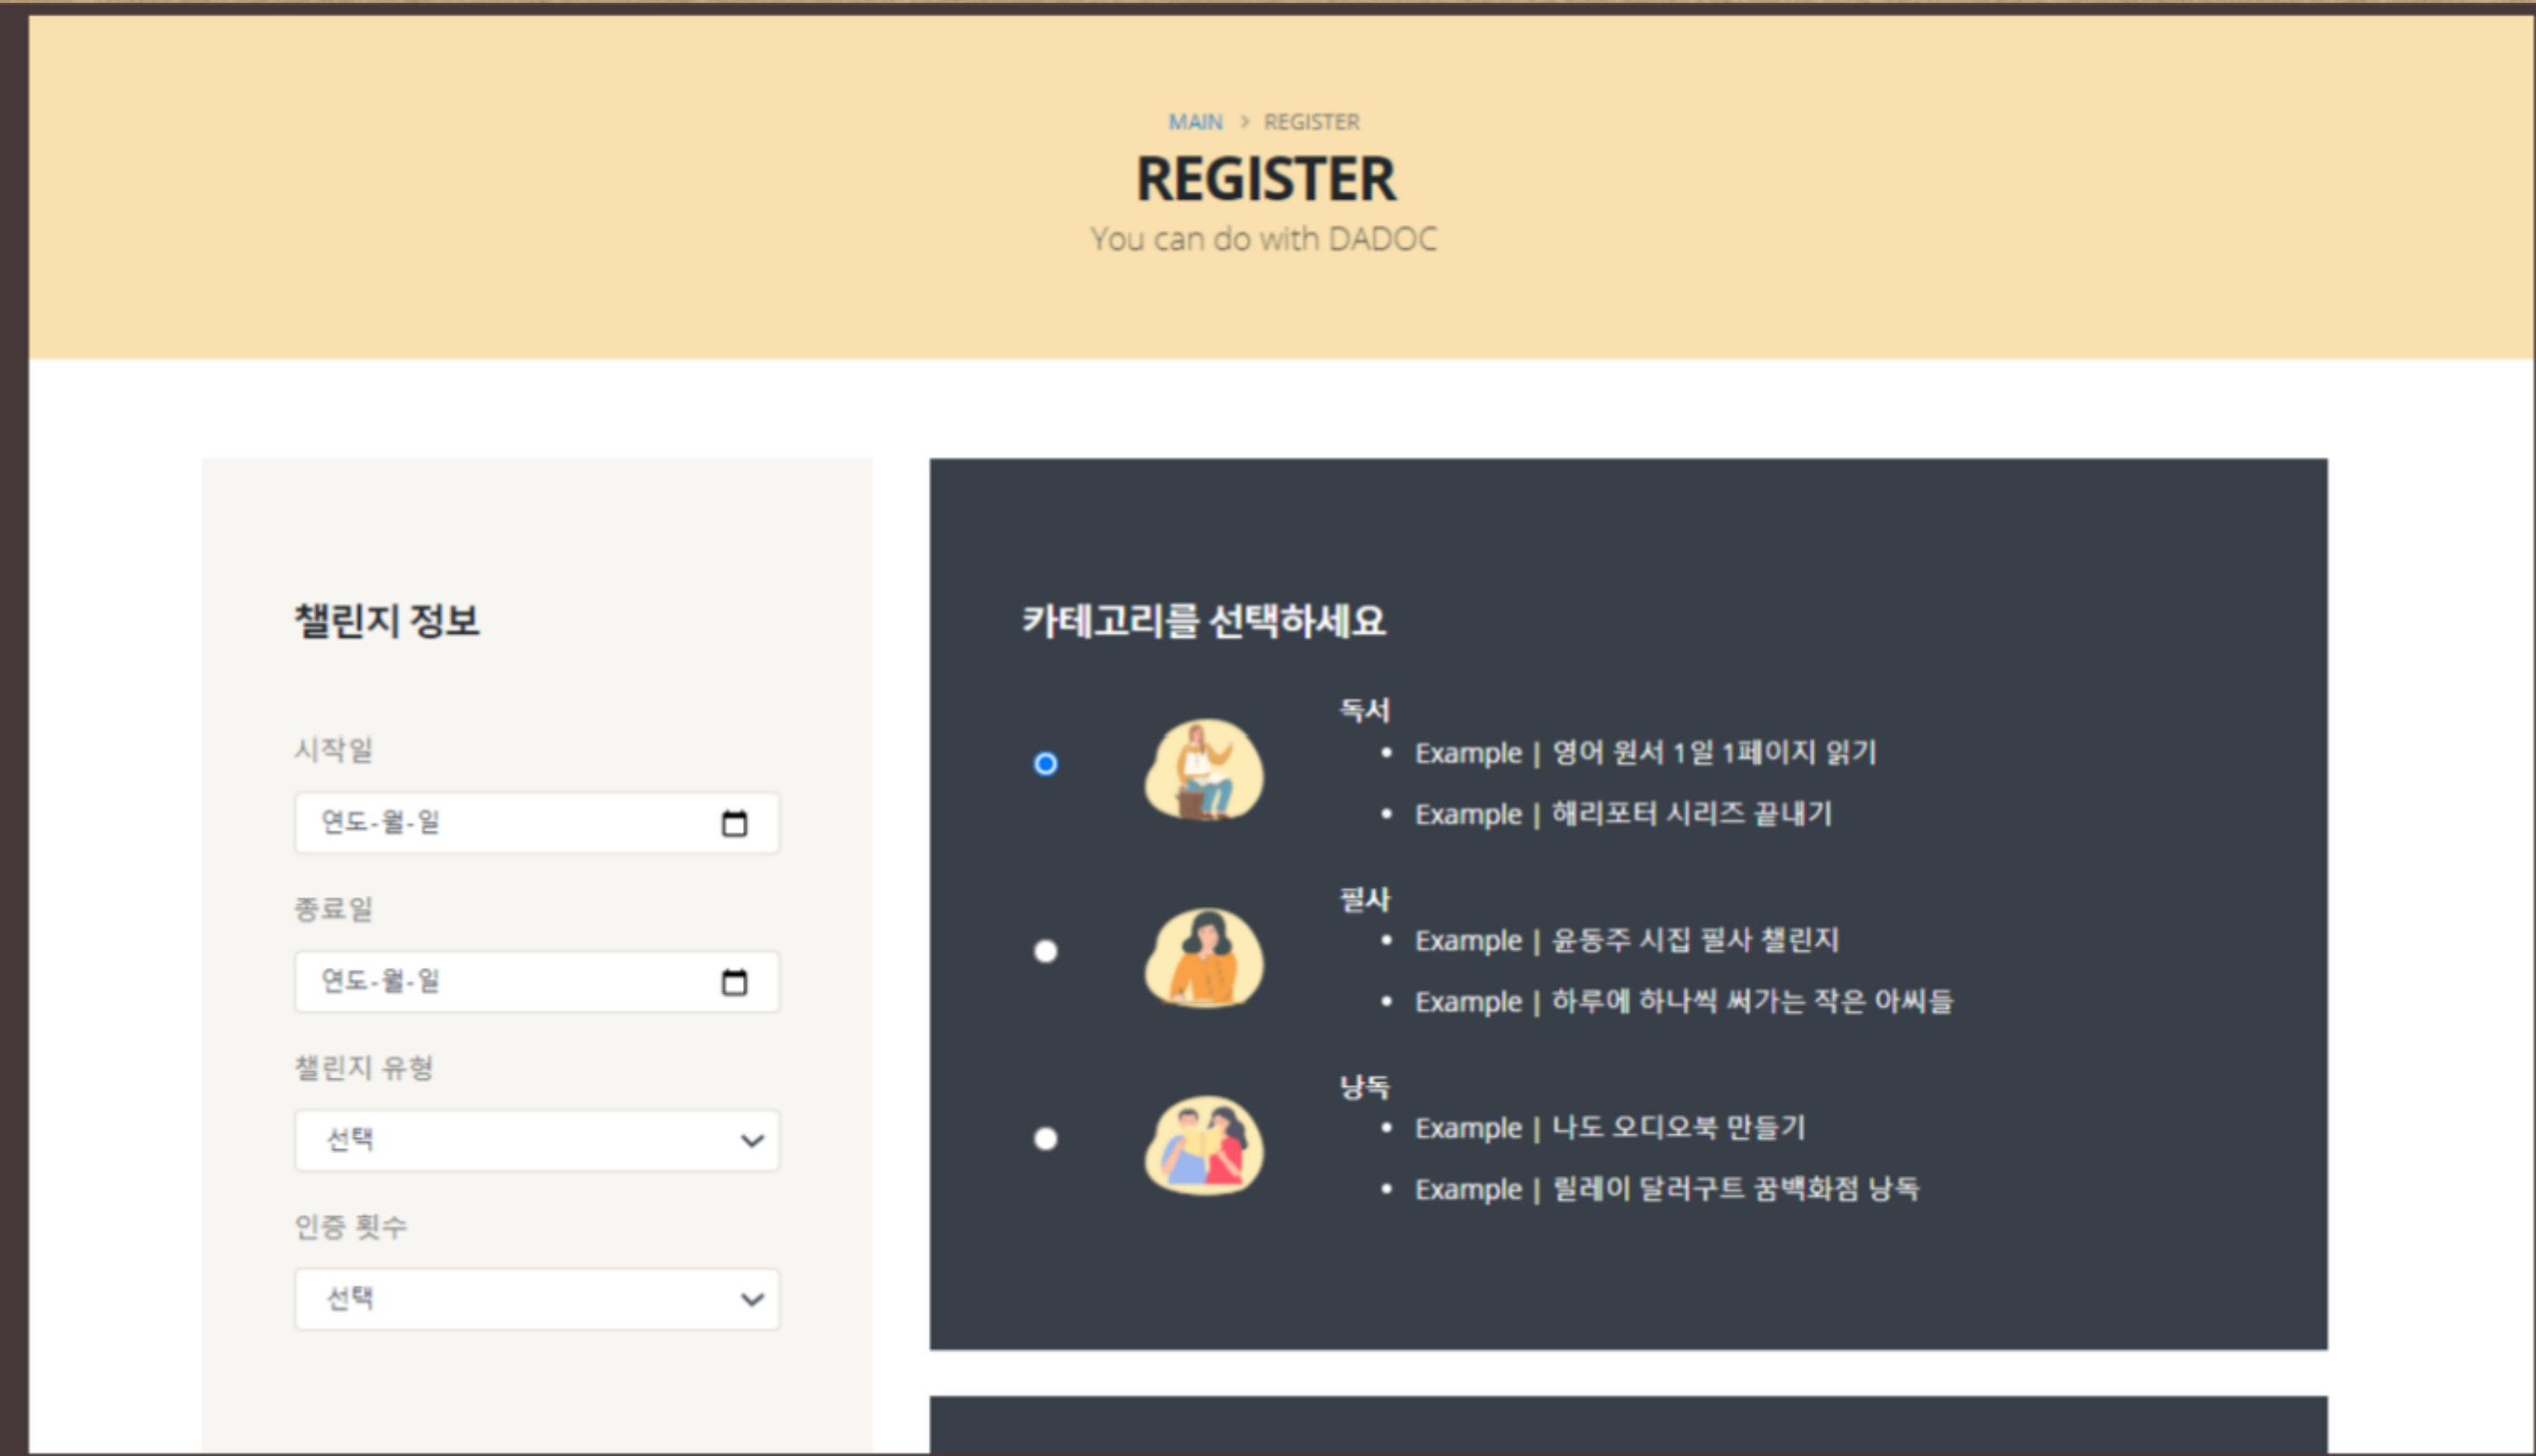 MAIN > REGISTER
REGISTER
You can do with DADOC
챌린지 정보
시작일
연도-월-일
종료일
연도-월-일
챌린지 유형
선택
인증 횟수
선택
카테고리를 선택하세요
독서
• Example | 영어 원서 1일 1페이지 읽기
• Example | 해리포터 시리즈 끝내기
필사
• Example | 윤동주 시집 필사 챌린지
• Example | 하루에 하나씩 써가는 작은 아씨들
낭독
• Example | 나도 오디오북 만들기
• Example | 릴레이 달러구트 꿈백화점 낭독